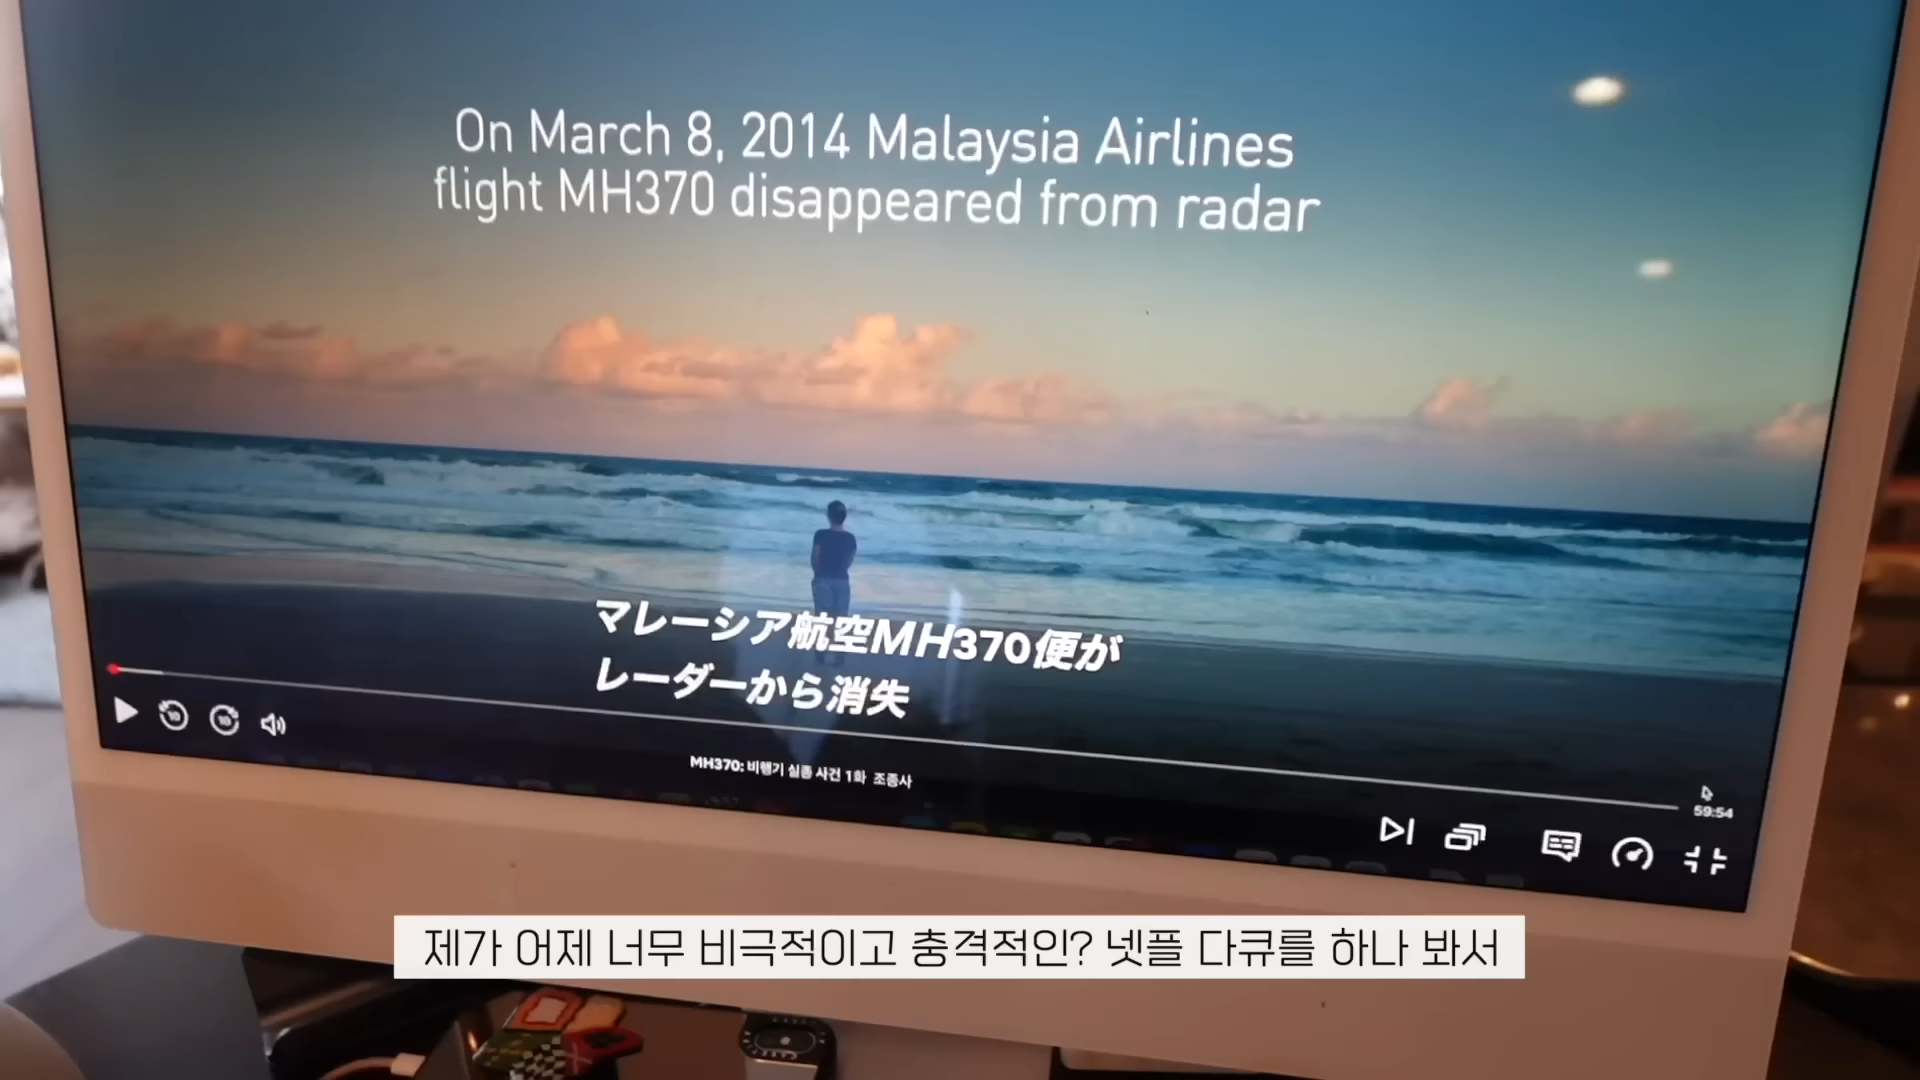 On March 8, 2014 Malaysia Airlines
flight MH370 disappeared from radar
マレーシア航空MH370便が
レーダーから消失
10
10
MH370: 비행기 실종 사건 1화 조종사
59:54
제가 어제 너무 비극적이고 충격적인? 넷플 다큐를 하나 봐서